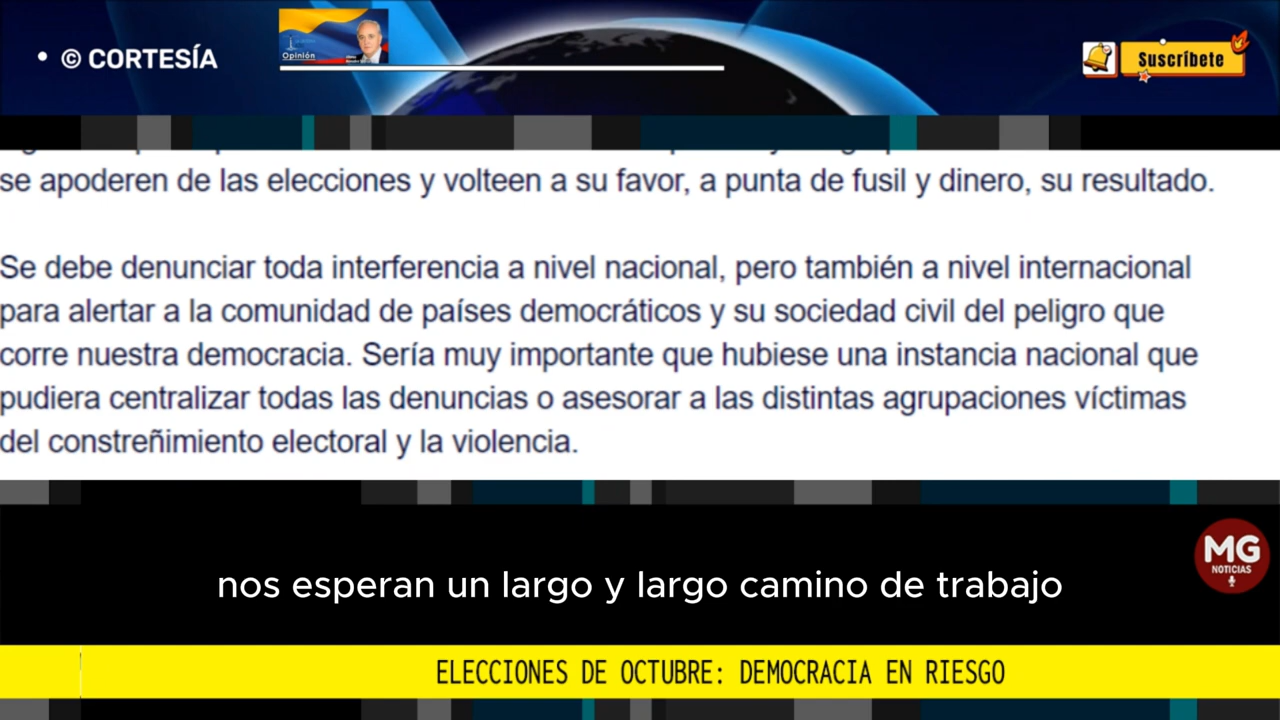 • © CORTESÍA
Opinión
Suscríbete
se apoderen de las elecciones y volteen a su favor, a punta de fusil y dinero, su resultado.
Se debe denunciar toda interferencia a nivel nacional, pero también a nivel internacional
para alertar a la comunidad de países democráticos y su sociedad civil del peligro que
corre nuestra democracia. Sería muy importante que hubiese una instancia nacional que
pudiera centralizar todas las denuncias o asesorar a las distintas agrupaciones víctimas
del constreñimiento electoral y la violencia.
MG
NOTICIAS
nos esperan un largo y largo camino de trabajo
ELECCIONES DE OCTUBRE: DEMOCRACIA EN RIESGO